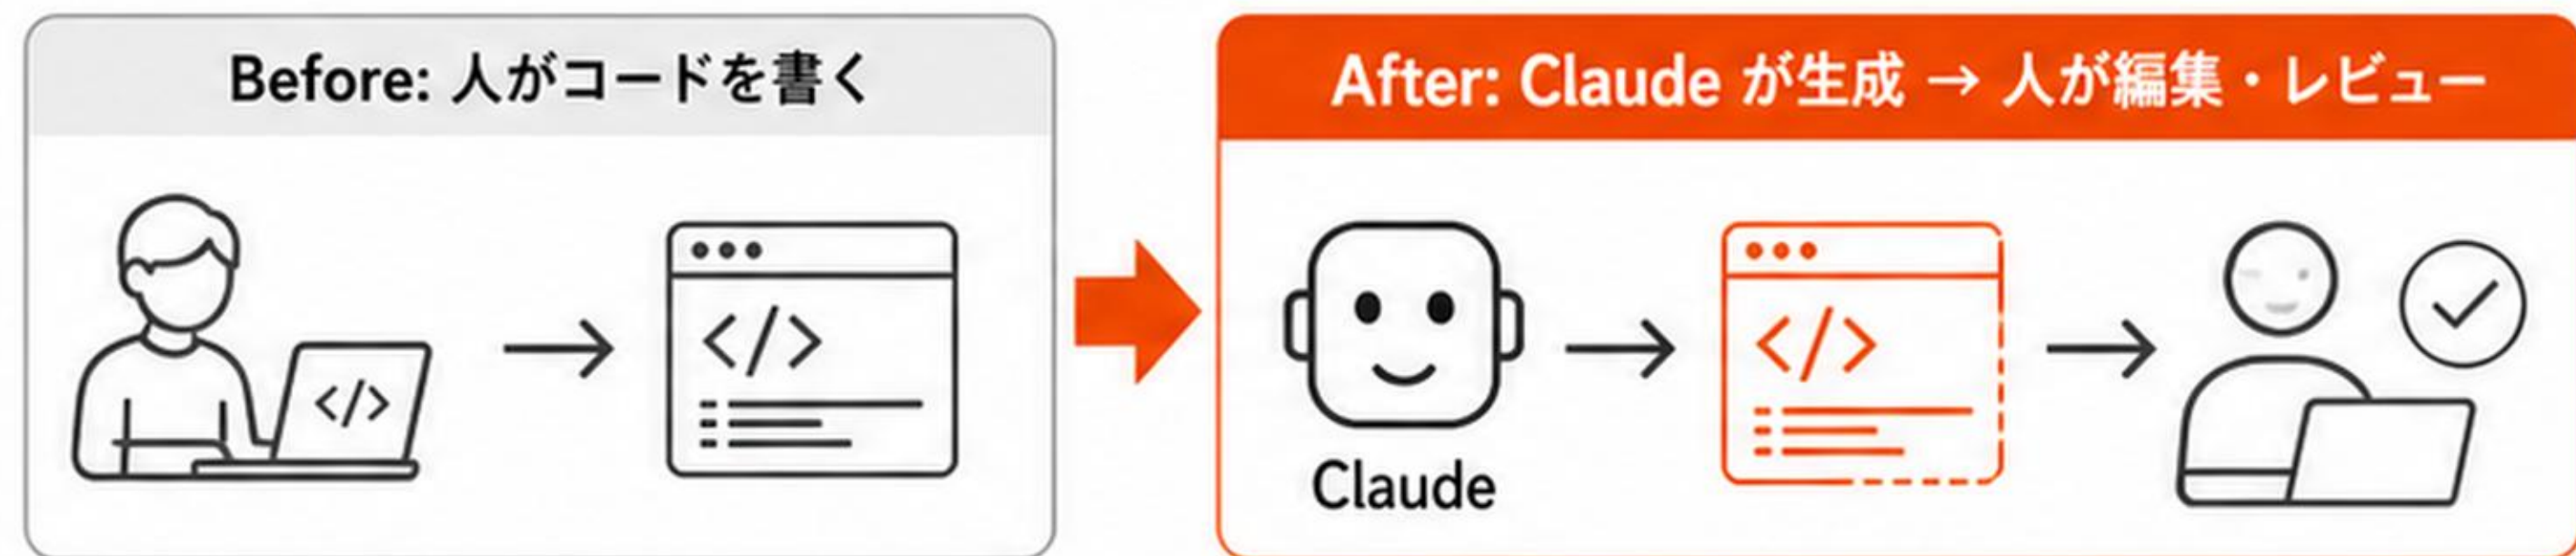 Before: 人がコードを書く
After: Claude が生成 → 人が編集・レビュー
</>
</>
</>
Claude